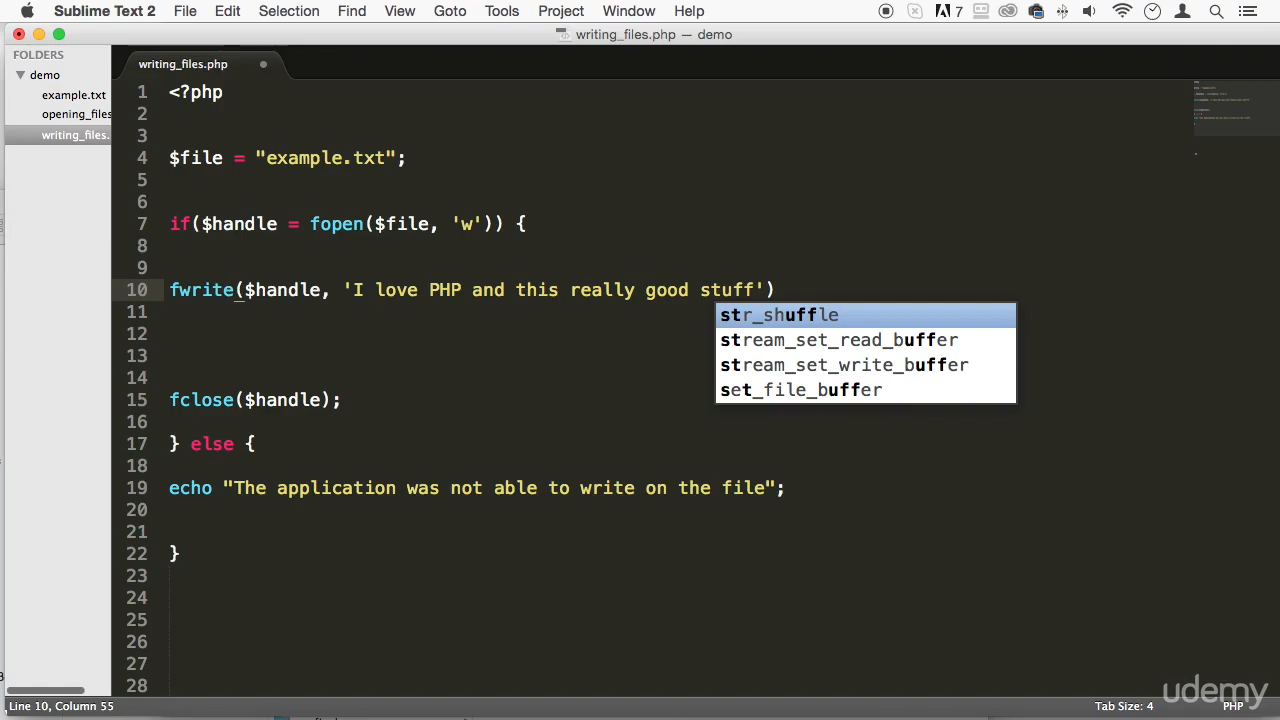 Sublime Text 2 File Edit Selection Find View Goto Tools Project Window Help 7
writing_files.php — demo
FOLDERS
demo
example.txt
opening_files
writing_files.
writing_files.php
1 <?php
2
3
4 $file = "example.txt";
5
6
7 if($handle = fopen($file, 'w')) {
8
9
10 fwrite($handle, 'I love PHP and this really good stuff')
str_shuffle
stream_set_read_buffer
stream_set_write_buffer
set_file_buffer
11
12
13
14
15 fclose($handle);
16
17 } else {
18
19 echo "The application was not able to write on the file";
20
21
22 }
23
24
25
26
27
28
Line 10, Column 55 Tab Size: 4 PHP
udemy